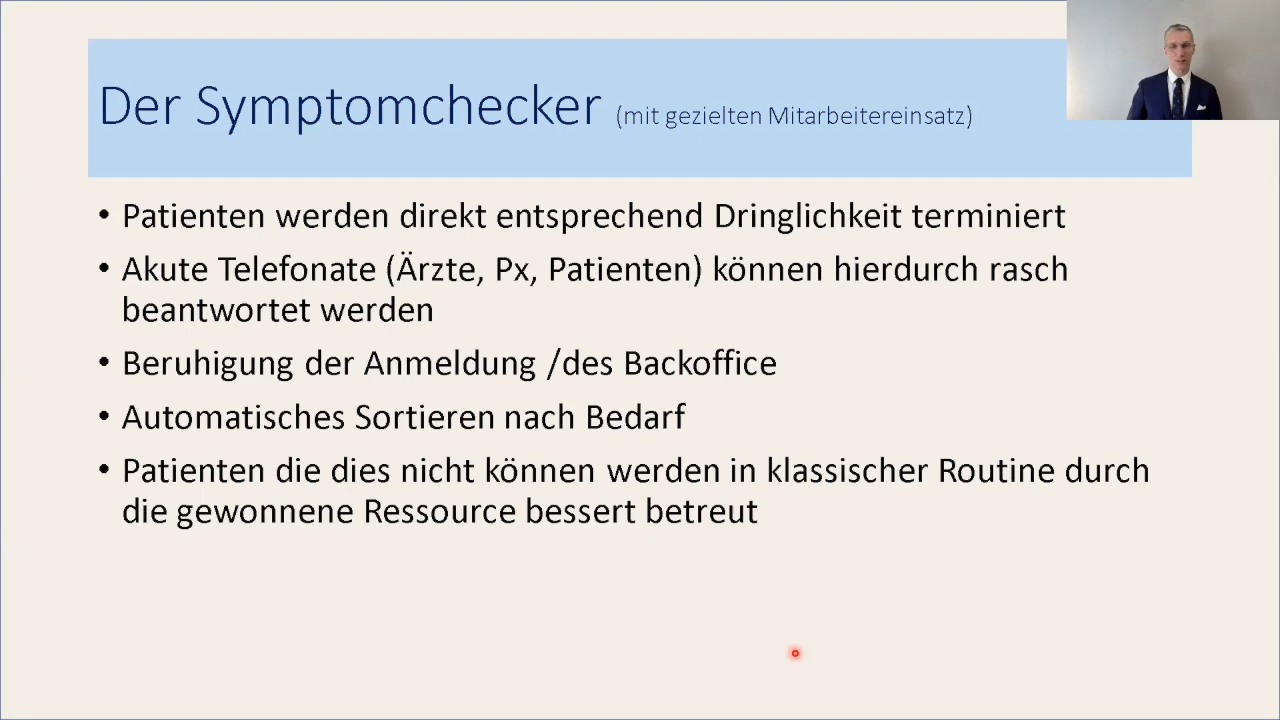 Der Symptomchecker (mit gezielten Mitarbeitereinsatz)
• Patienten werden direkt entsprechend Dringlichkeit terminiert
• Akute Telefonate (Ärzte, Px, Patienten) können hierdurch rasch
beantwortet werden
• Beruhigung der Anmeldung /des Backoffice
• Automatisches Sortieren nach Bedarf
• Patienten die dies nicht können werden in klassischer Routine durch
die gewonnene Ressource bessert betreut